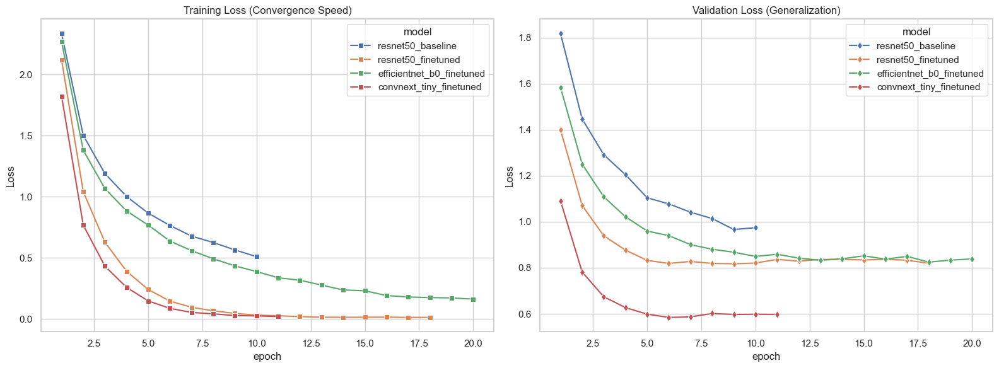 Training Loss (Convergence Speed)
model
resnet50_baseline
resnet50_finetuned
efficientnet_b0_finetuned
convnext_tiny_finetuned
Loss
2.0
1.5
1.0
0.5
0.0
2.5 5.0 7.5 10.0 12.5 15.0 17.5 20.0
epoch
Validation Loss (Generalization)
model
resnet50_baseline
resnet50_finetuned
efficientnet_b0_finetuned
convnext_tiny_finetuned
Loss
1.8
1.6
1.4
1.2
1.0
0.8
0.6
2.5 5.0 7.5 10.0 12.5 15.0 17.5 20.0
epoch